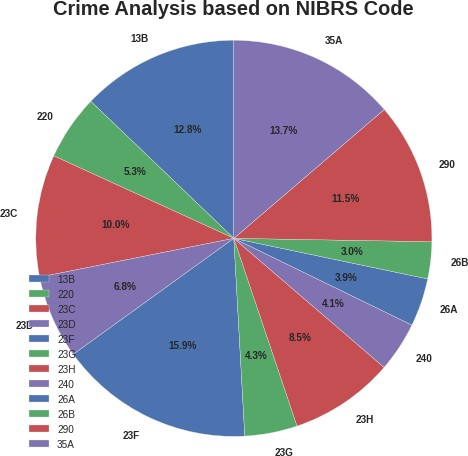 Crime Analysis based on NIBRS Code
13B
35A
12.8%
13.7%
220
5.3%
290
11.5%
23C
10.0%
3.0%
26B
6.8%
3.9%
26A
4.1%
23D
15.9%
8.5%
4.3%
240
23H
23F
23G
13B
220
23C
23D
23F
23G
23H
240
26A
26B
290
35A